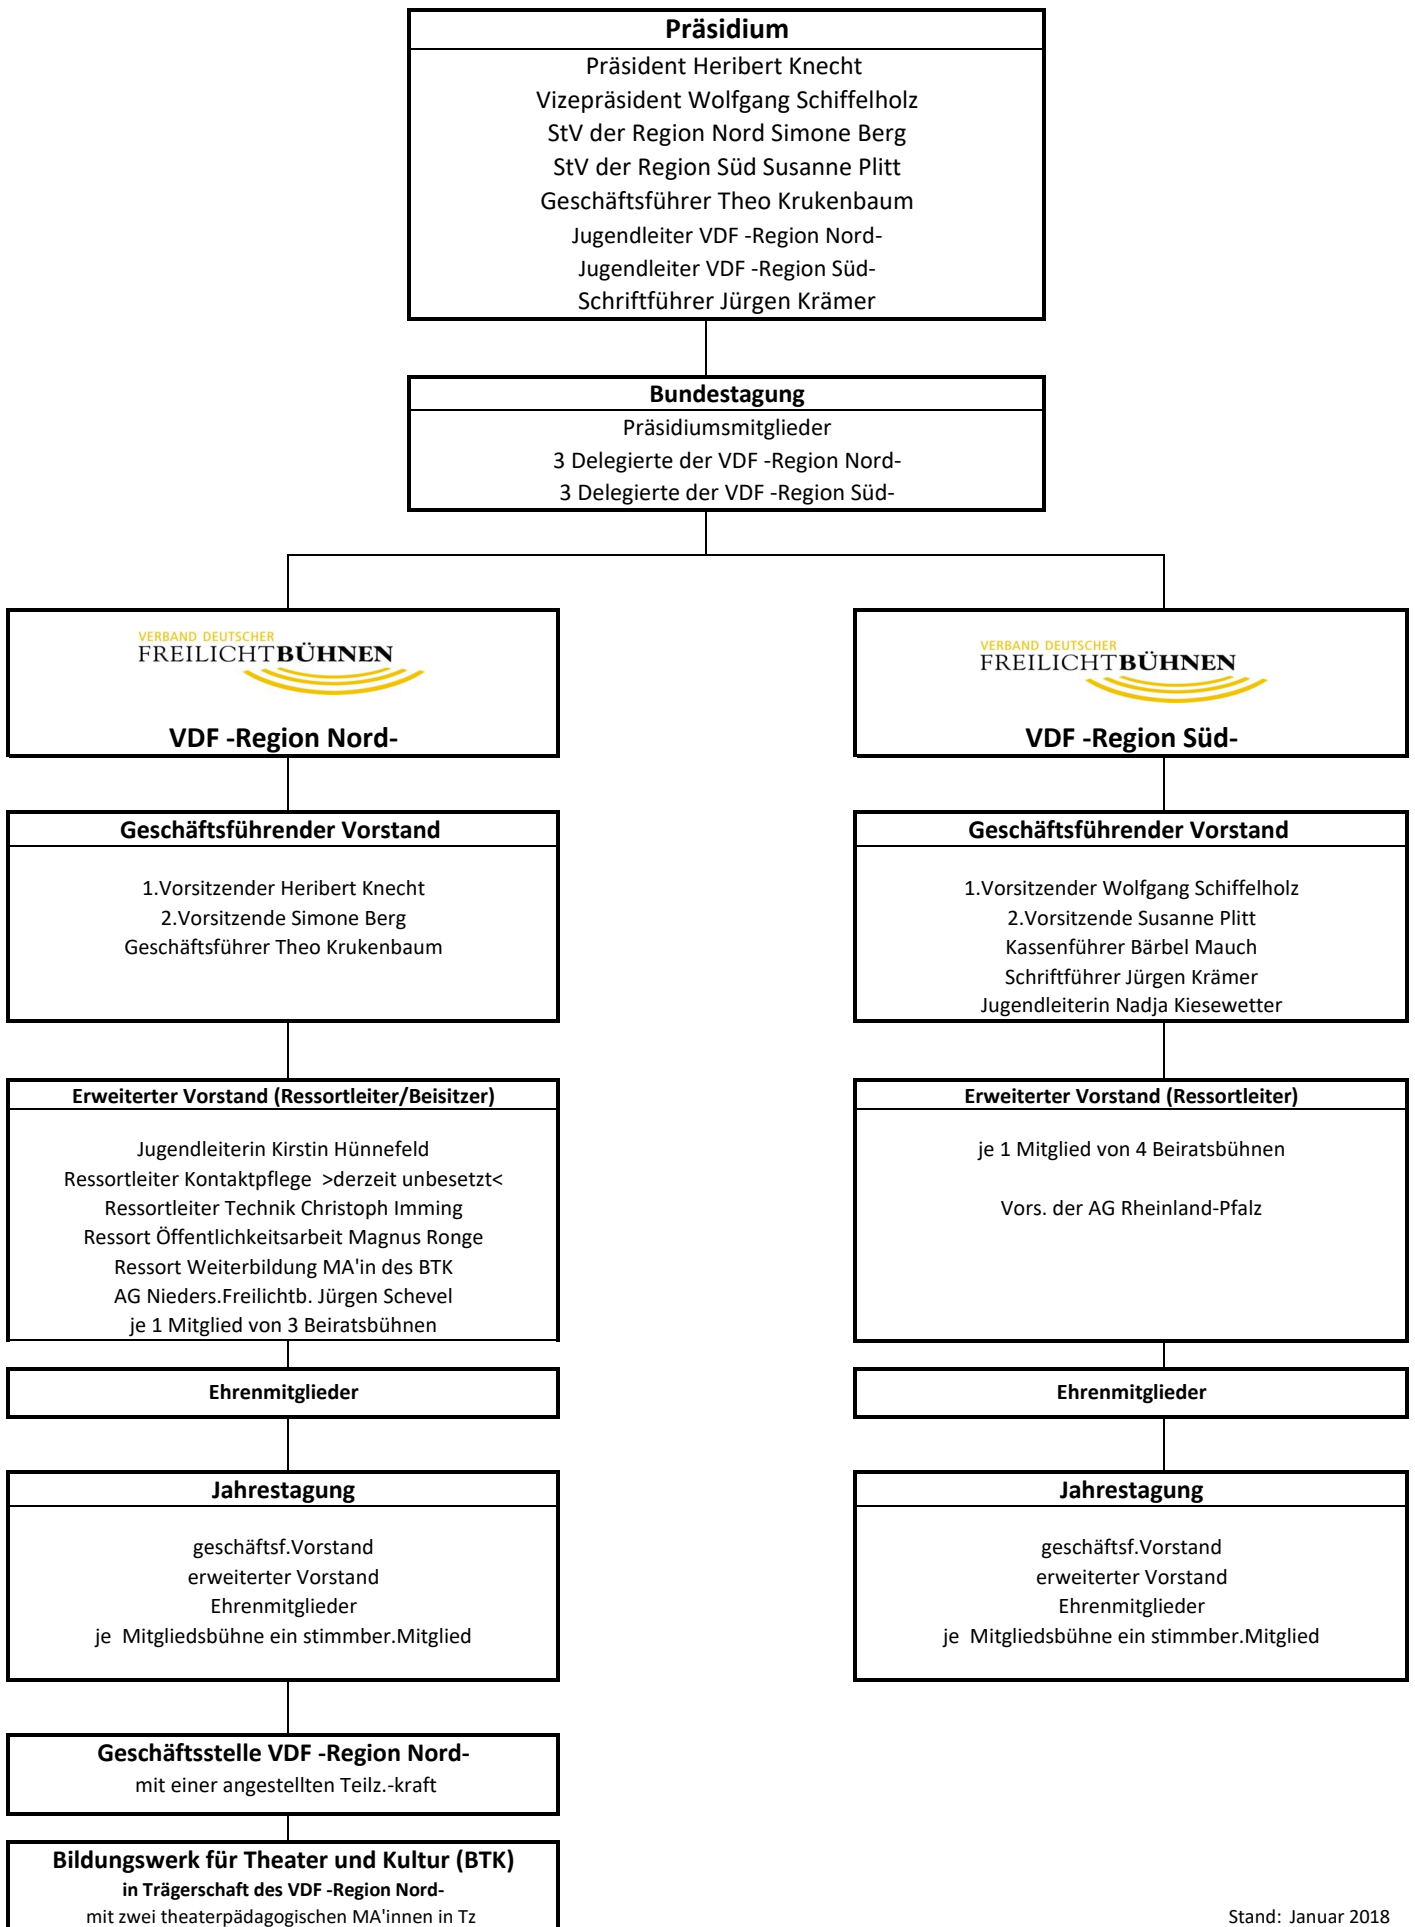 Präsidium
Präsident Heribert Knecht
Vizepräsident Wolfgang Schiffelholz
StV der Region Nord Simone Berg
StV der Region Süd Susanne Plitt
Geschäftsführer Theo Krukenbaum
Jugendleiter VDF -Region Nord-
Jugendleiter VDF -Region Süd-
Schriftführer Jürgen Krämer
Bundestagung
Präsidiumsmitglieder
3 Delegierte der VDF -Region Nord-
3 Delegierte der VDF -Region Süd-
VERBAND DEUTSCHER
FREILICHTBÜHNEN
VDF -Region Nord-
Geschäftsführender Vorstand
1.Vorsitzender Heribert Knecht
2.Vorsitzende Simone Berg
Geschäftsführer Theo Krukenbaum
Erweiterter Vorstand (Ressortleiter/Beisitzer)
Jugendleiterin Kirstin Hünnefeld
Ressortleiter Kontaktpflege  >derzeit unbesetzt<
Ressortleiter Technik Christoph Imming
Ressort Öffentlichkeitsarbeit Magnus Ronge
Ressort Weiterbildung MA'in des BTK
AG Nieders.Freilichtb. Jürgen Schevel
je 1 Mitglied von 3 Beiratsbühnen
Ehrenmitglieder
Jahrestagung
geschäftsf.Vorstand
erweiterter Vorstand
Ehrenmitglieder
je  Mitgliedsbühne ein stimmber.Mitglied
Geschäftsstelle VDF -Region Nord-
mit einer angestellten Teilz.-kraft
Bildungswerk für Theater und Kultur (BTK)
in Trägerschaft des VDF -Region Nord-
mit zwei theaterpädagogischen MA'innen in Tz
VERBAND DEUTSCHER
FREILICHTBÜHNEN
VDF -Region Süd-
Geschäftsführender Vorstand
1.Vorsitzender Wolfgang Schiffelholz
2.Vorsitzende Susanne Plitt
Kassenführer Bärbel Mauch
Schriftführer Jürgen Krämer
Jugendleiterin Nadja Kiesewetter
Erweiterter Vorstand (Ressortleiter)
je 1 Mitglied von 4 Beiratsbühnen
Vors. der AG Rheinland-Pfalz
Ehrenmitglieder
Jahrestagung
geschäftsf.Vorstand
erweiterter Vorstand
Ehrenmitglieder
je  Mitgliedsbühne ein stimmber.Mitglied
Stand:  Januar 2018